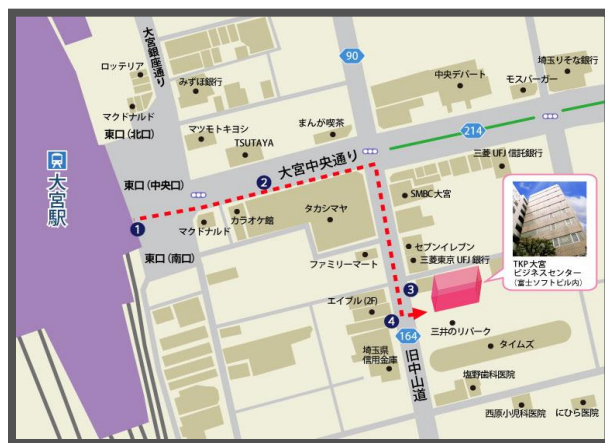 大宮銀座通り
ロッテリア
みずほ銀行
マクドナルド
東口（北口）
マツモトキヨシ
TSUTAYA
まんが喫茶
90
中央デパート
埼玉りそな銀行
モスバーガー
214
大宮駅
東口（中央口）
大宮中央通り
1
2
三菱UFJ信託銀行
マクドナルド
カラオケ館
タカシマヤ
SMBC大宮
東口（南口）
ファミリーマート
セブンイレブン
三菱東京UFJ銀行
TKP大宮
ビジネスセンター
（富士ソフトビル内）
3
エイブル（2F）
4
164
三井のリパーク
埼玉県
信用金庫
旧中山道
タイムズ
塩野歯科医院
西原小児科医院
にひら医院